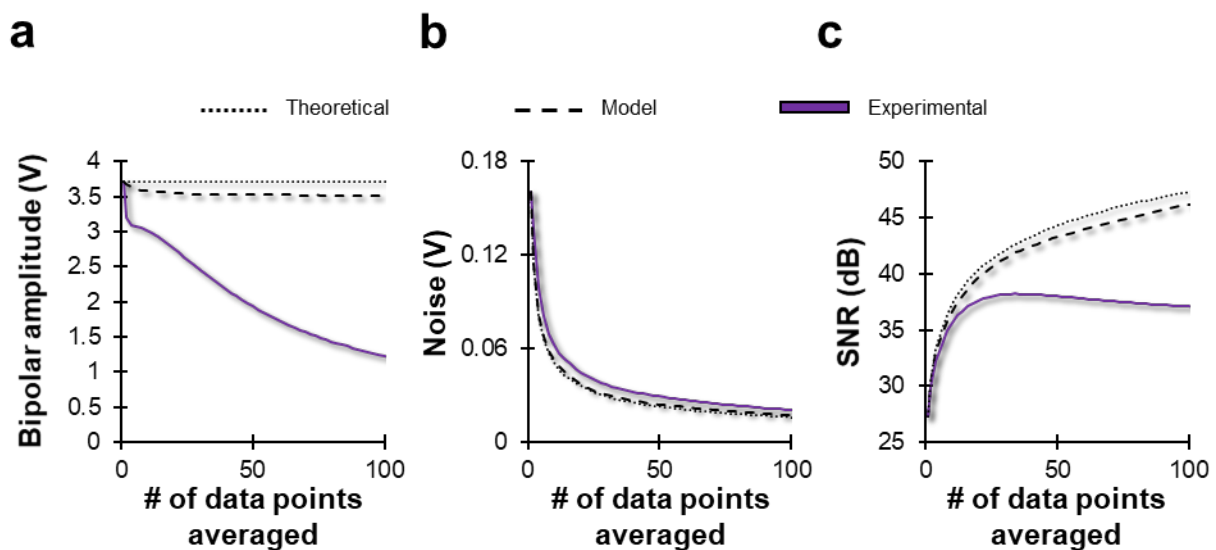 a
b
c
Theoretical
Model
Experimental
Bipolar amplitude (V)
4
3.5
3
2.5
2
1.5
1
0.5
0
0
50
100
# of data points
averaged
Noise (V)
0.18
0.12
0.06
0
0
50
100
# of data points
averaged
SNR (dB)
50
45
40
35
30
25
0
50
100
# of data points
averaged